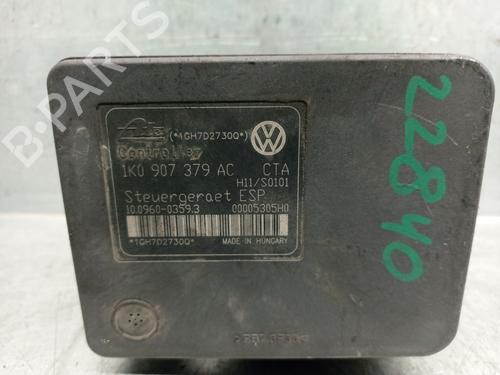 B-PARTS
(*1GH7D2730Q*)
Controller
1K0 907 379 AC CTA
H11/S0101
Steuergeraet ESP
10.0960-0359.3 00005305H0
*1GH7D2730Q*
MADE IN HUNGARY
22840